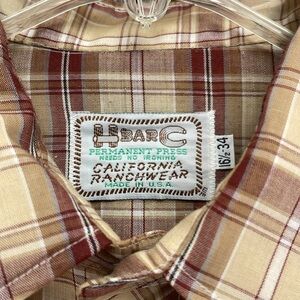 H BAR C
PERMANENT PRESS
NEEDS NO IRONING
CALIFORNIA
RANCHWEAR
MADE IN U.S.A.
16½-34